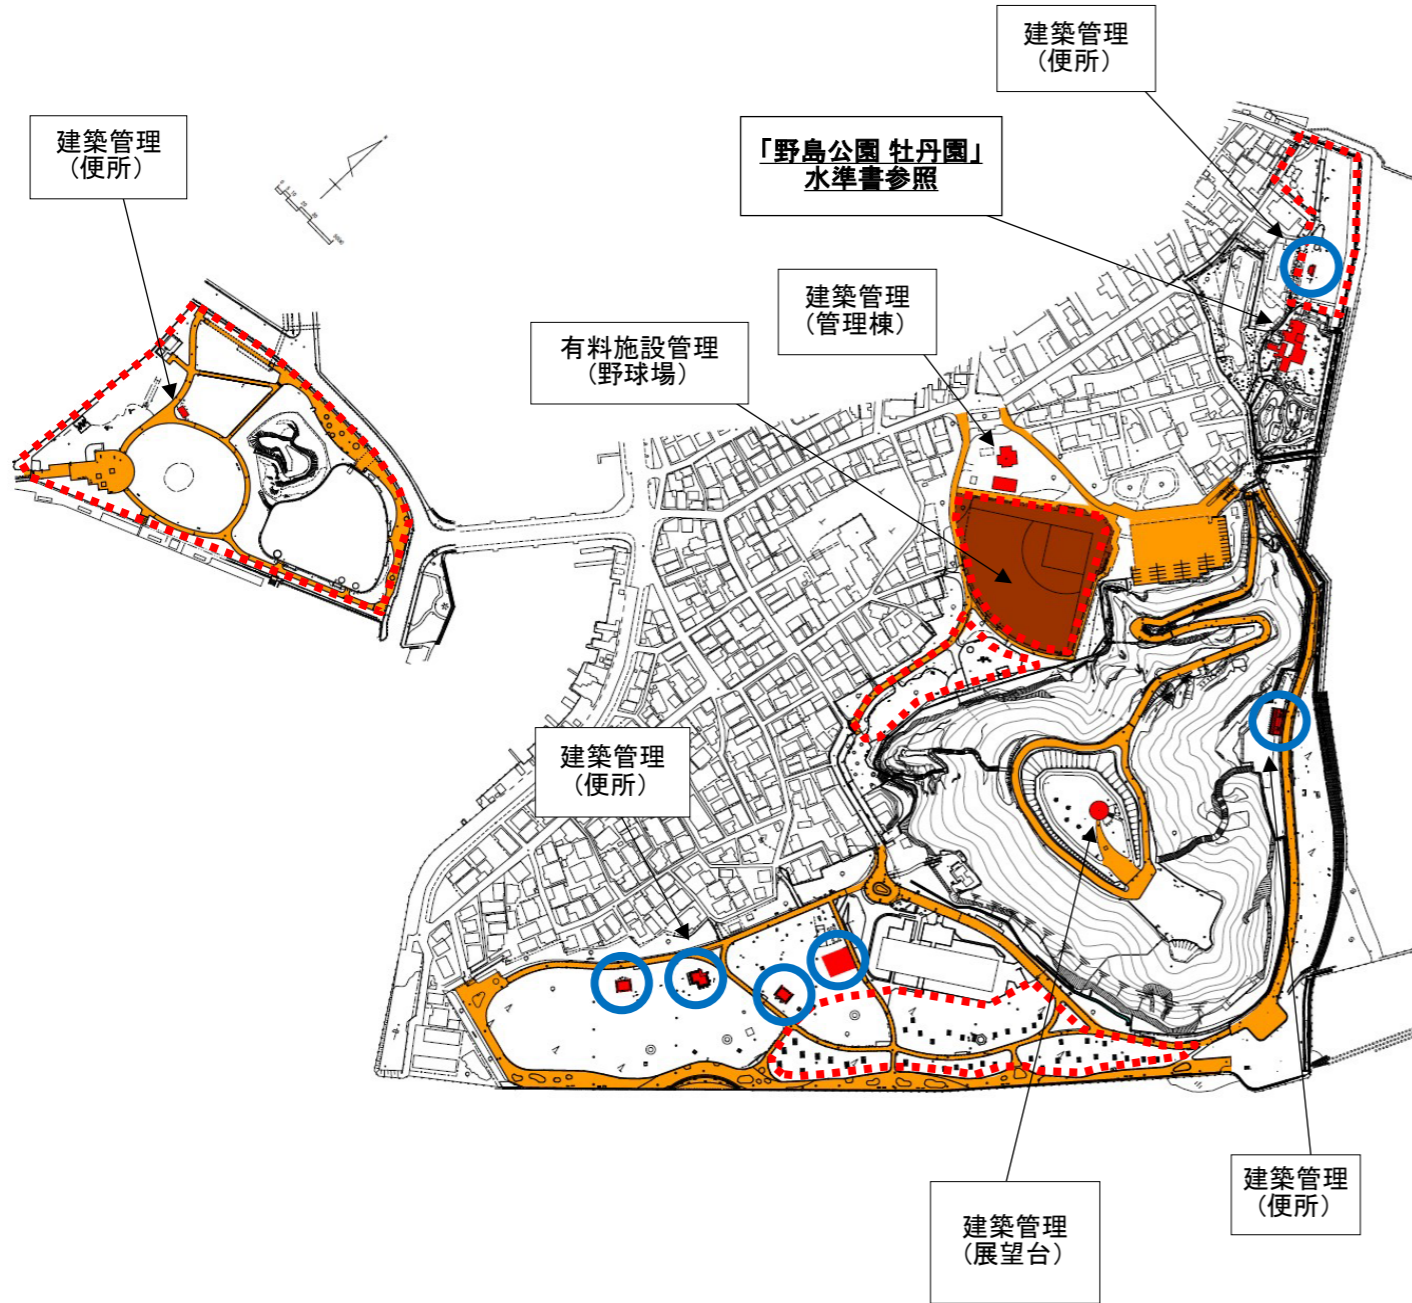 建築管理
（便所）
建築管理
（便所）
「野島公園 牡丹園」
水準書参照
建築管理
（管理棟）
有料施設管理
（野球場）
建築管理
（便所）
建築管理
（便所）
建築管理
（展望台）